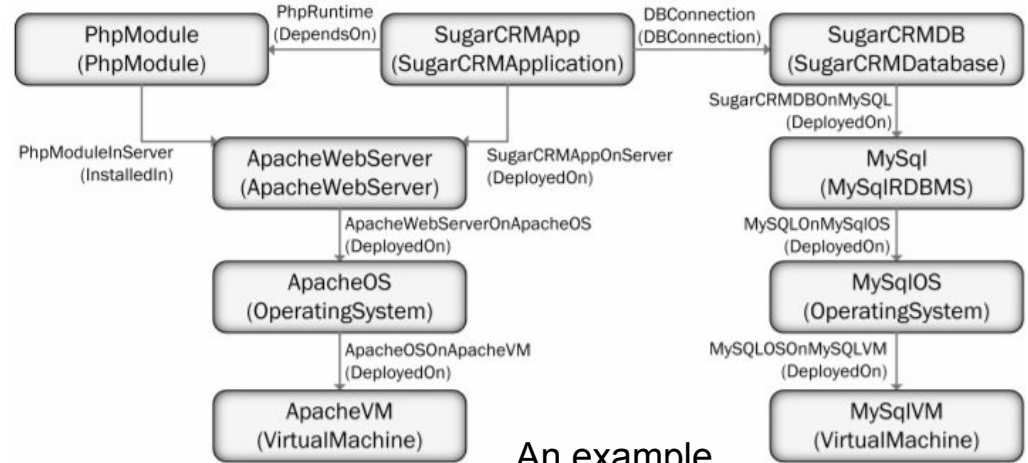 PhpModule
(PhpModule)
PhpRuntime
(DependsOn)
SugarCRMApp
(SugarCRMApplication)
DBConnection
(DBConnection)
SugarCRMDB
(SugarCRMDatabase)
PhpModuleInServer
(InstalledIn)
SugarCRMAppOnServer
(DeployedOn)
SugarCRMDBOnMySQL
(DeployedOn)
ApacheWebServer
(ApacheWebServer)
MySql
(MySqlRDBMS)
ApacheWebServerOnApacheOS
(DeployedOn)
MySQLOnMySqlOS
(DeployedOn)
ApacheOS
(OperatingSystem)
MySqlOS
(OperatingSystem)
ApacheOSOnApacheVM
(DeployedOn)
MySQLOSOnMySQLVM
(DeployedOn)
ApacheVM
(VirtualMachine)
MySqlVM
(VirtualMachine)
An example